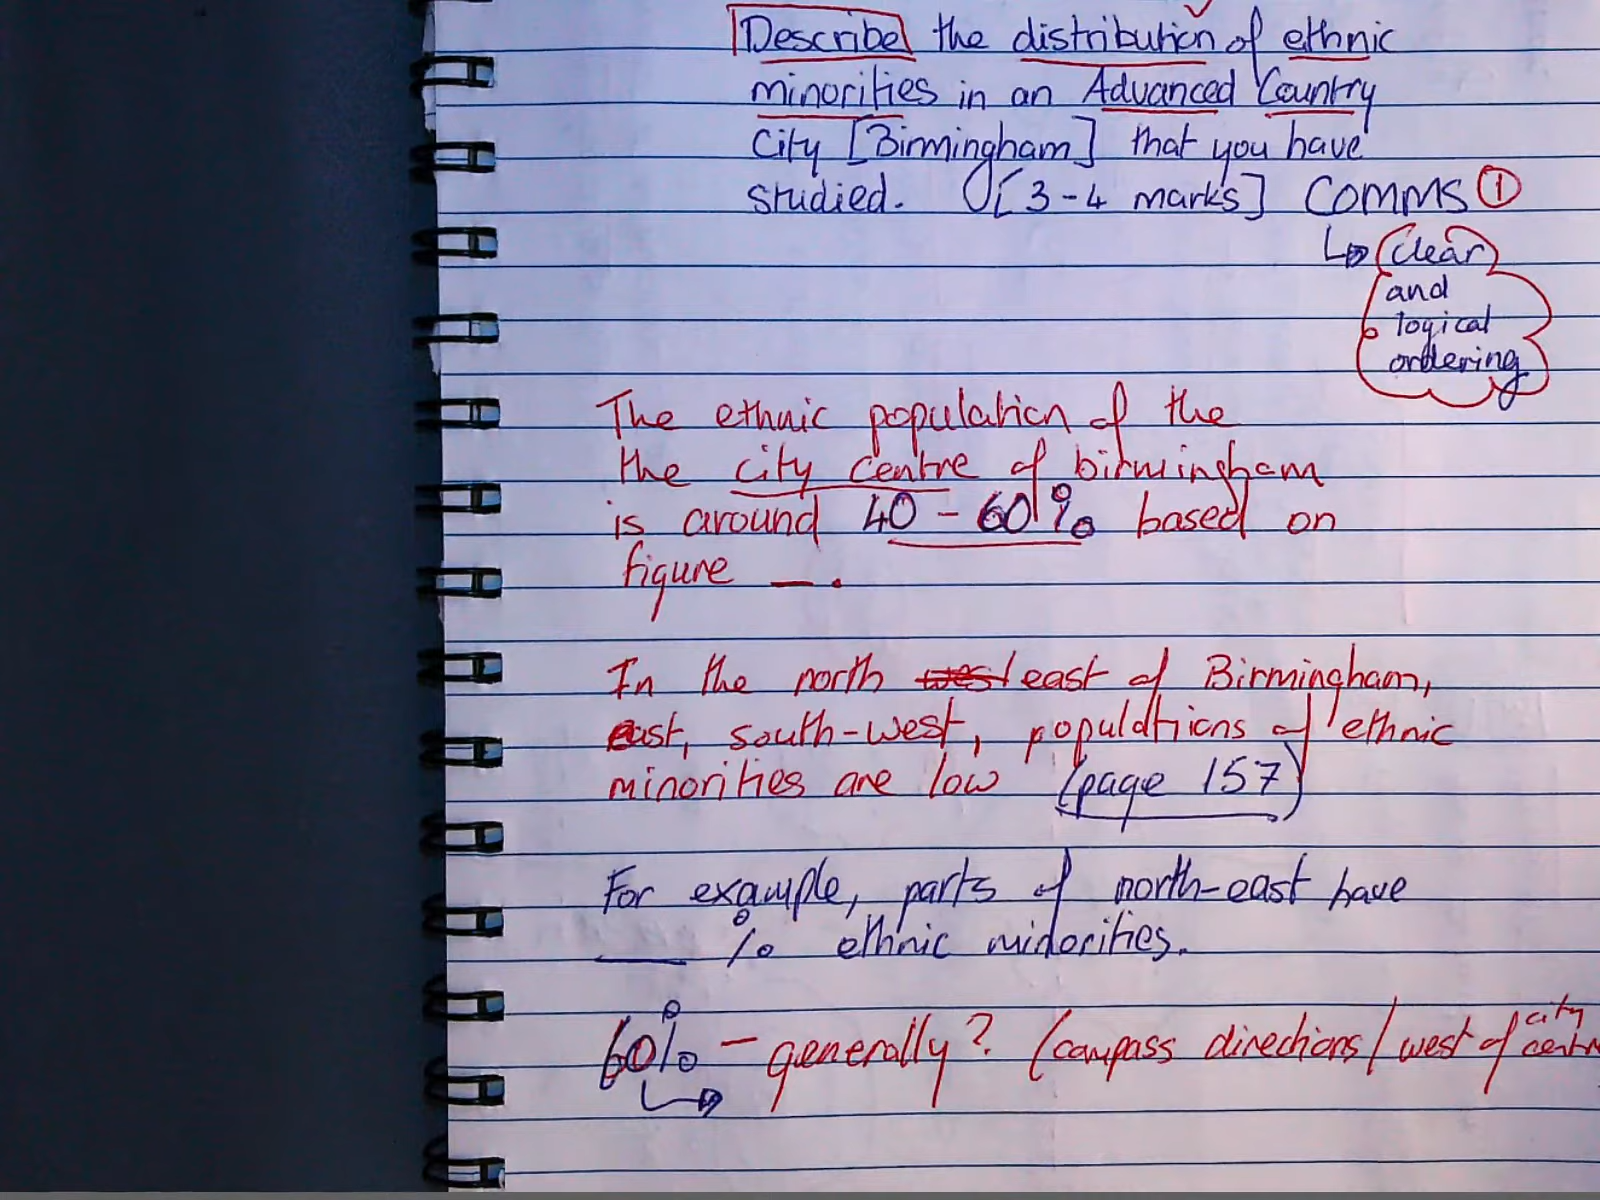 Describe the distribution of ethnic
minorities in an Advanced Country
City [Birmingham] that you have
studied. [3-4 marks] COMMS 1
↳ clear
and
logical
ordering
The ethnic population of the
the city centre of birmingham
is around 40 - 60% based on
figure _.
In the north west east of Birmingham,
east, south-west, populations of ethnic
minorities are low (page 157)
For example, parts of north-east have
___ % ethnic minorities.
60% - generally? (compass directions / west of city
centre